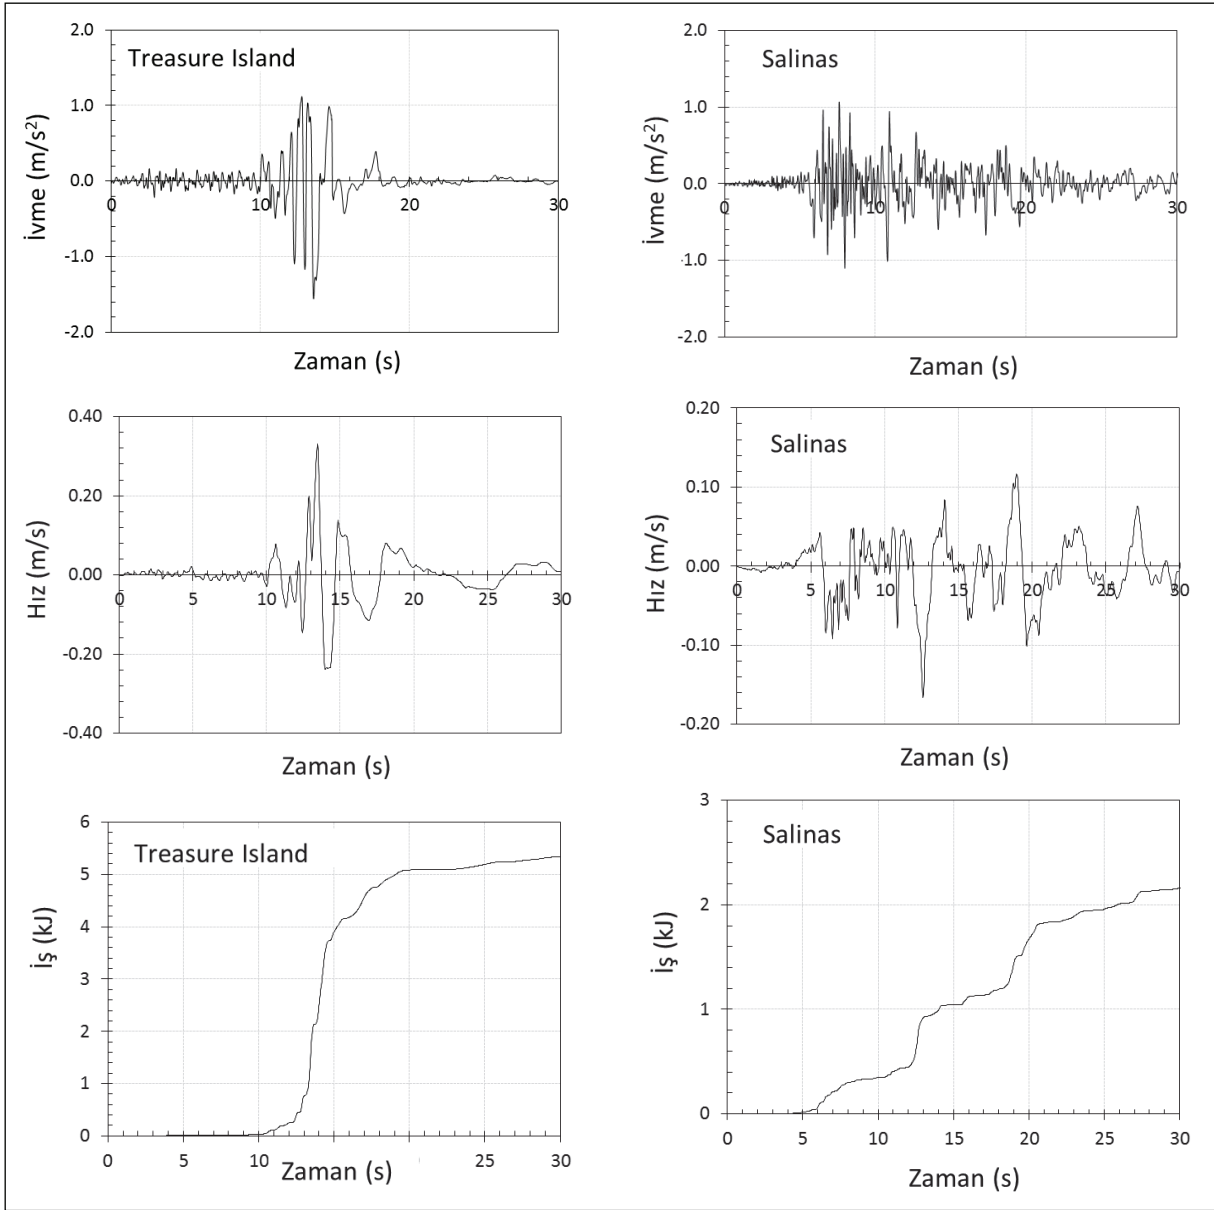 2.0
Treasure Island
1.0
0.0
-1.0
-2.0
0
10
20
30
İvme (m/s²)
Zaman (s)
2.0
Salinas
1.0
0.0
-1.0
-2.0
0
10
20
30
İvme (m/s²)
Zaman (s)
0.40
0.20
0.00
-0.20
-0.40
0 5 10 15 20 25 30
Hız (m/s)
Zaman (s)
0.20
Salinas
0.10
0.00
-0.10
-0.20
0 5 10 15 20 25 30
Hız (m/s)
Zaman (s)
6
Treasure Island
5
4
3
2
1
0
0 5 10 15 25 30
İş (kJ)
Zaman (s)
3
Salinas
2
1
0
0 5 10 15 20 25 30
İş (kJ)
Zaman (s)